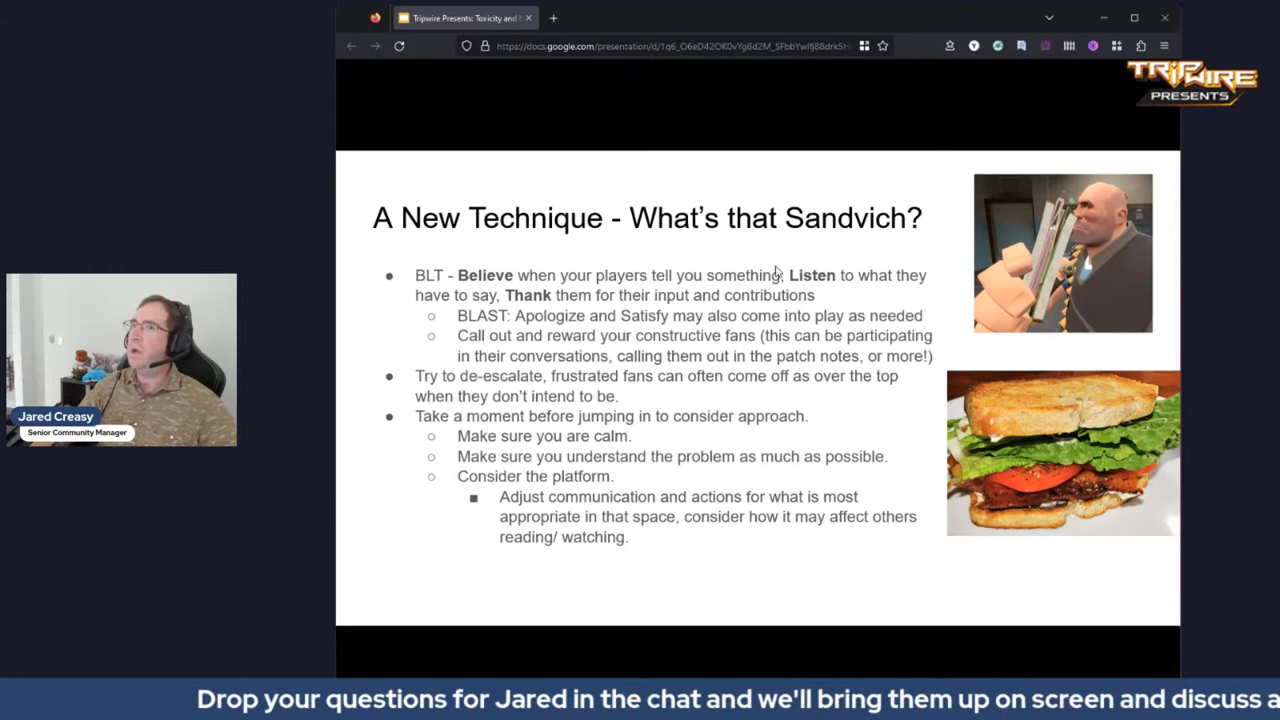 Tripwire Presents: Toxicity and
https://docs.google.com/presentation/d/
TRIPWIRE
PRESENTS
A New Technique - What's that Sandvich?
● BLT - Believe when your players tell you something; Listen to what they
have to say, Thank them for their input and contributions
○ BLAST: Apologize and Satisfy may also come into play as needed
○ Call out and reward your constructive fans (this can be participating
in their conversations, calling them out in the patch notes, or more!)
● Try to de-escalate, frustrated fans can often come off as over the top
when they don't intend to be.
● Take a moment before jumping in to consider approach.
○ Make sure you are calm.
○ Make sure you understand the problem as much as possible.
○ Consider the platform.
■ Adjust communication and actions for what is most
appropriate in that space, consider how it may affect others
reading/ watching.
Jared Creasy
Senior Community Manager
Drop your questions for Jared in the chat and we'll bring them up on screen and discuss